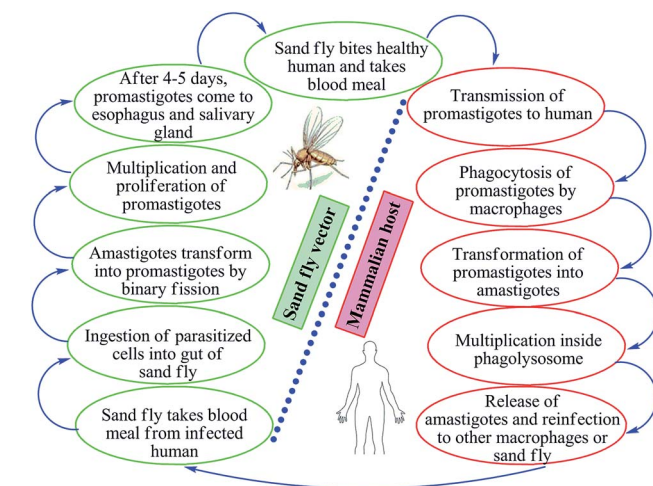 Sand fly bites healthy
human and takes
blood meal
Transmission of
promastigotes to human
Phagocytosis of
promastigotes by
macrophages
Transformation of
promastigotes into
amastigotes
Multiplication inside
phagolysosome
Release of
amastigotes and reinfection
to other macrophages or
sand fly
Sand fly takes blood
meal from infected
human
Ingestion of parasitized
cells into gut of
sand fly
Amastigotes transform
into promastigotes by
binary fission
Multiplication and
proliferation of
promastigotes
After 4-5 days,
promastigotes come to
esophagus and salivary
gland
Sand fly vector
Mammalian host